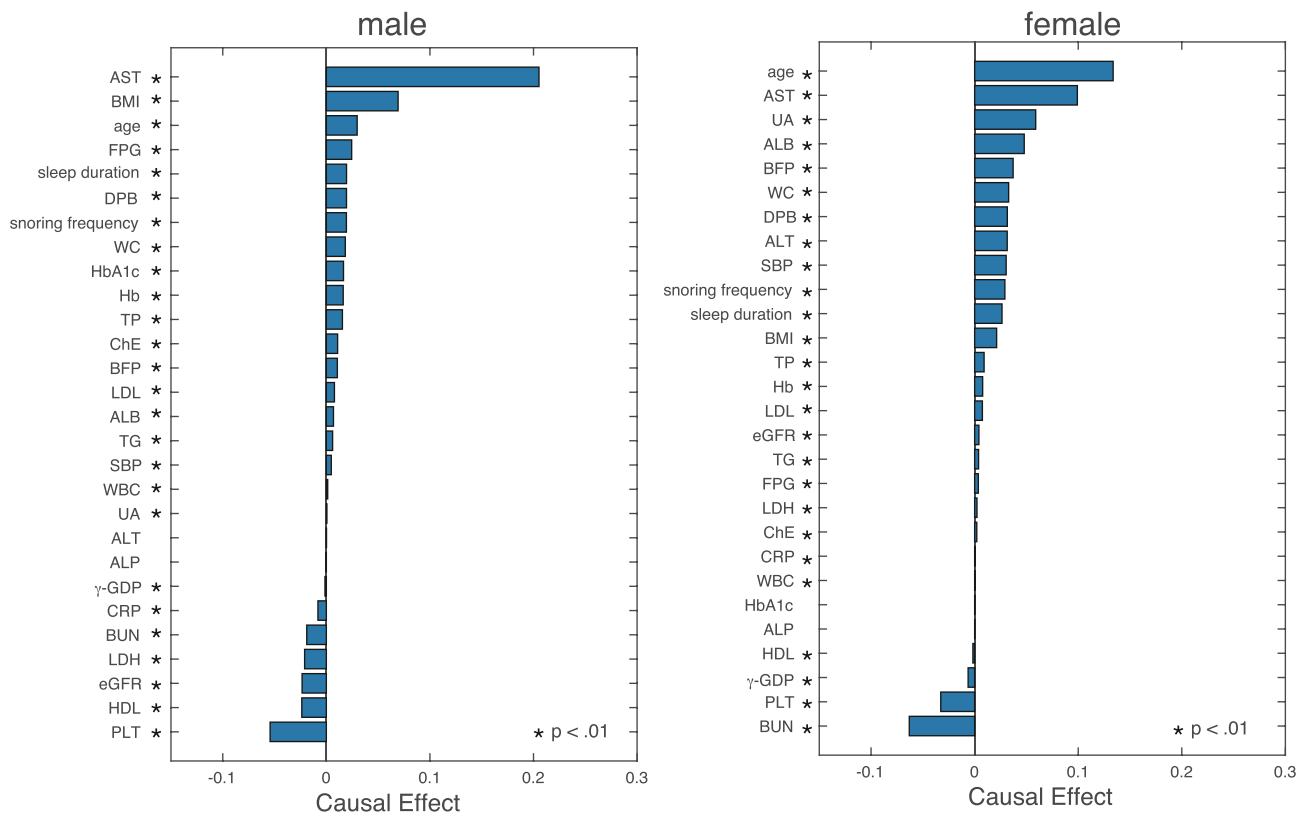 male
AST *
BMI *
age *
FPG *
sleep duration *
DPB *
snoring frequency *
WC *
HbA1c *
Hb *
TP *
ChE *
BFP *
LDL *
ALB *
TG *
SBP *
WBC *
UA *
ALT
ALP
γ-GDP *
CRP *
BUN *
LDH *
eGFR *
HDL *
PLT *
* p < .01
-0.1 0 0.1 0.2 0.3
Causal Effect
female
age *
AST *
UA *
ALB *
BFP *
WC *
DPB *
ALT *
SBP *
snoring frequency *
sleep duration *
BMI *
TP *
Hb *
LDL *
eGFR *
TG *
FPG *
LDH *
ChE *
CRP *
WBC *
HbA1c
ALP
HDL *
γ-GDP *
PLT *
BUN *
* p < .01
-0.1 0 0.1 0.2 0.3
Causal Effect